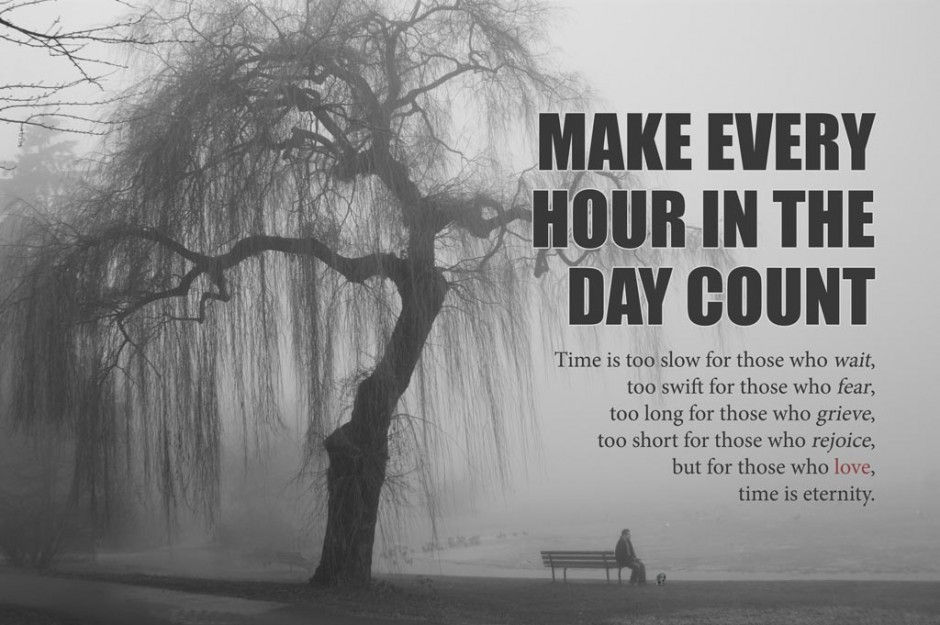 MAKE EVERY
HOUR IN THE
DAY COUNT
Time is too slow for those who wait,
too swift for those who fear,
too long for those who grieve,
too short for those who rejoice,
but for those who love,
time is eternity.